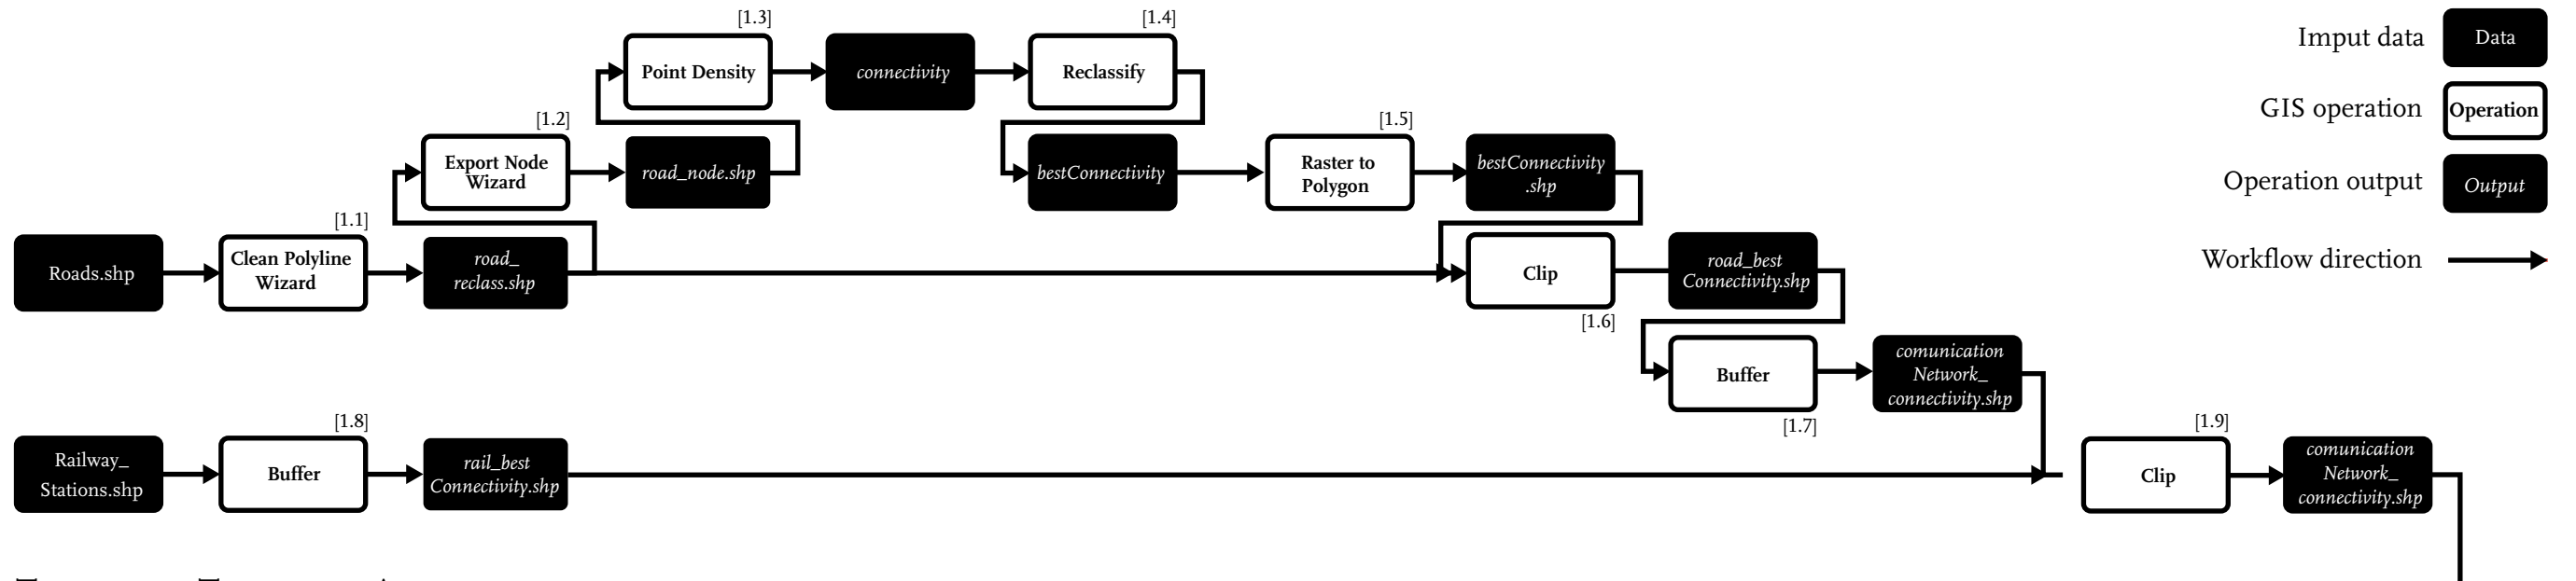 [1.3]
[1.4]
Point Density
connectivity
Reclassify
Imput data
Data
GIS operation
Operation
Operation output
Output
Workflow direction
[1.2]
[1.5]
Export Node
Wizard
road_node.shp
bestConnectivity
Raster to
Polygon
bestConnectivity
.shp
[1.1]
Roads.shp
Clean Polyline
Wizard
road_
reclass.shp
Clip
road_best
Connectivity.shp
[1.6]
Buffer
comunication
Network_
connectivity.shp
[1.7]
[1.8]
[1.9]
Railway_
Stations.shp
Buffer
rail_best
Connectivity.shp
Clip
comunication
Network_
connectivity.shp